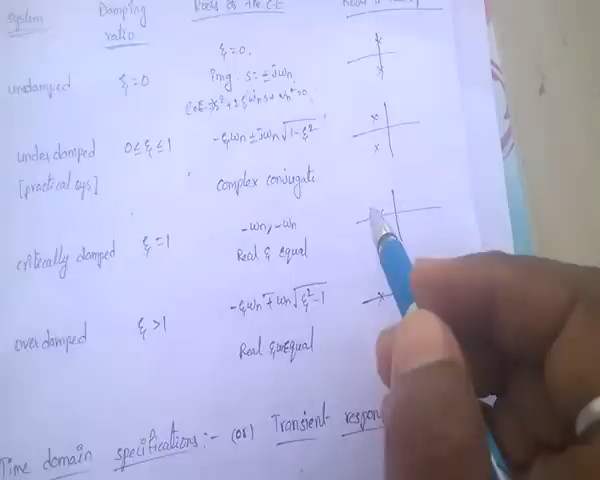 system Damping ratio Roots of the C.E
undamped ξ=0 ξ=0,
img. s=±jωn
C.E:-s²+2ξωns+ωn²=0
underdamped 0≤ξ≤1 -ξωn±jωn√1-ξ²
[practical sys] complex conjugate
critically damped ξ=1 -ωn,-ωn
Real & equal
overdamped ξ>1 -ξωn∓ωn√ξ²-1
Real & unequal
Time domain specifications:- (or) Transient respon